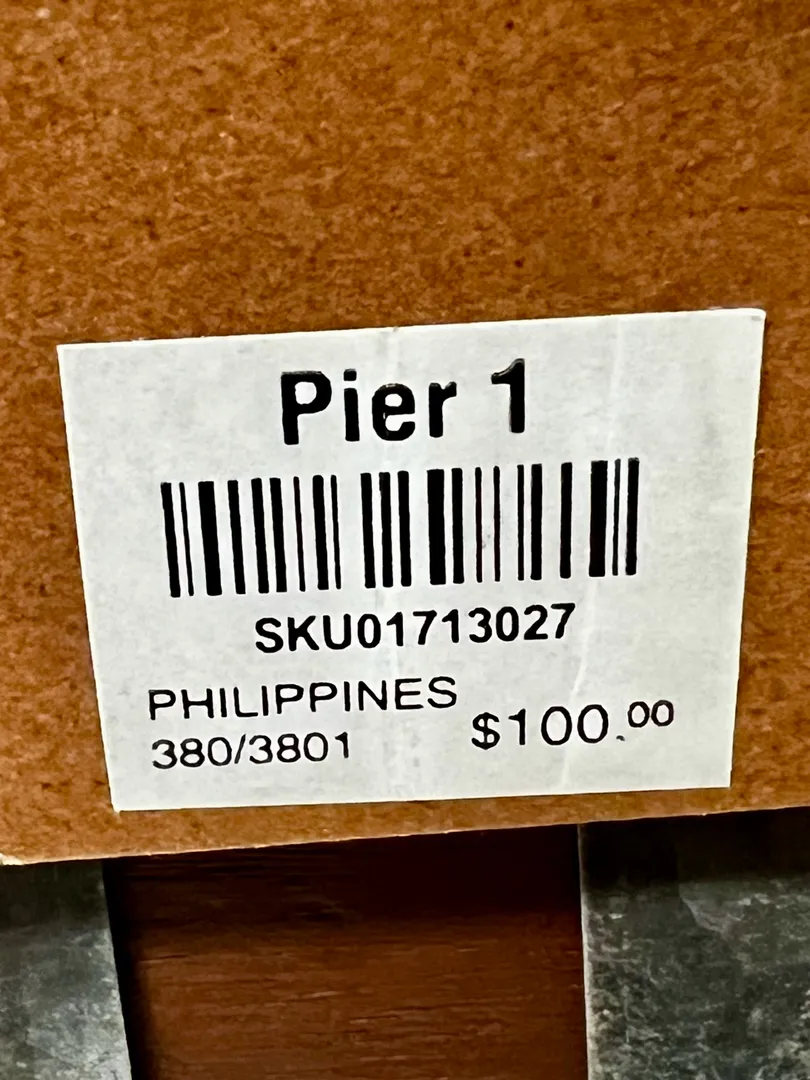 Pier 1
SKU01713027
PHILIPPINES
380/3801
$100.00